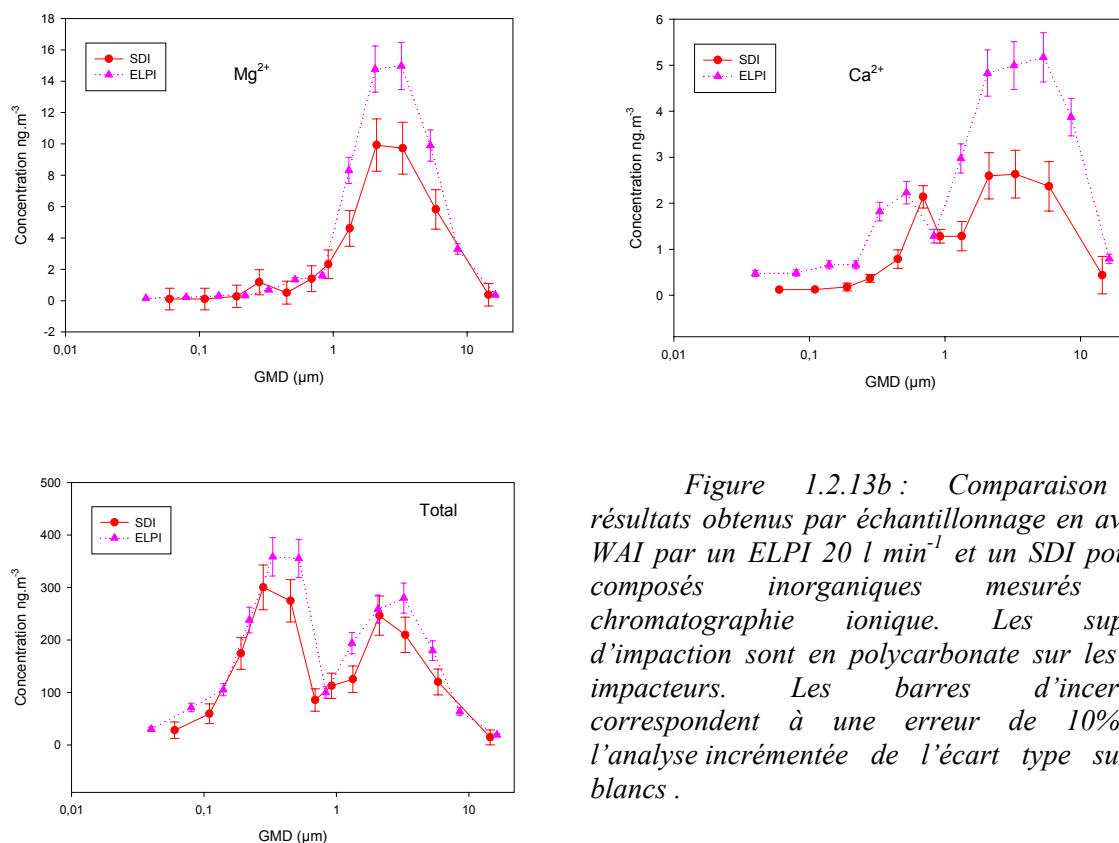 18
16
14
12
10
8
6
4
2
0
-2
Concentration ng.m-3
SDI
ELPI
Mg2+
0,01
0,1
1
10
GMD (µm)
6
5
4
3
2
1
0
Concentration ng.m-3
SDI
ELPI
Ca2+
0,01
0,1
1
10
GMD (µm)
500
400
300
200
100
0
Concentration ng.m-3
SDI
ELPI
Total
0,01
0,1
1
10
GMD (µm)
Figure 1.2.13b : Comparaison
résultats obtenus par échantillonnage en
WAI par un ELPI 20 l min-1 et un SDI
composés inorganiques mesurés
chromatographie ionique. Les
d'impaction sont en polycarbonate sur les
impacteurs. Les barres
correspondent à une erreur de 10%
l'analyse incrémentée de l'écart type
blancs .